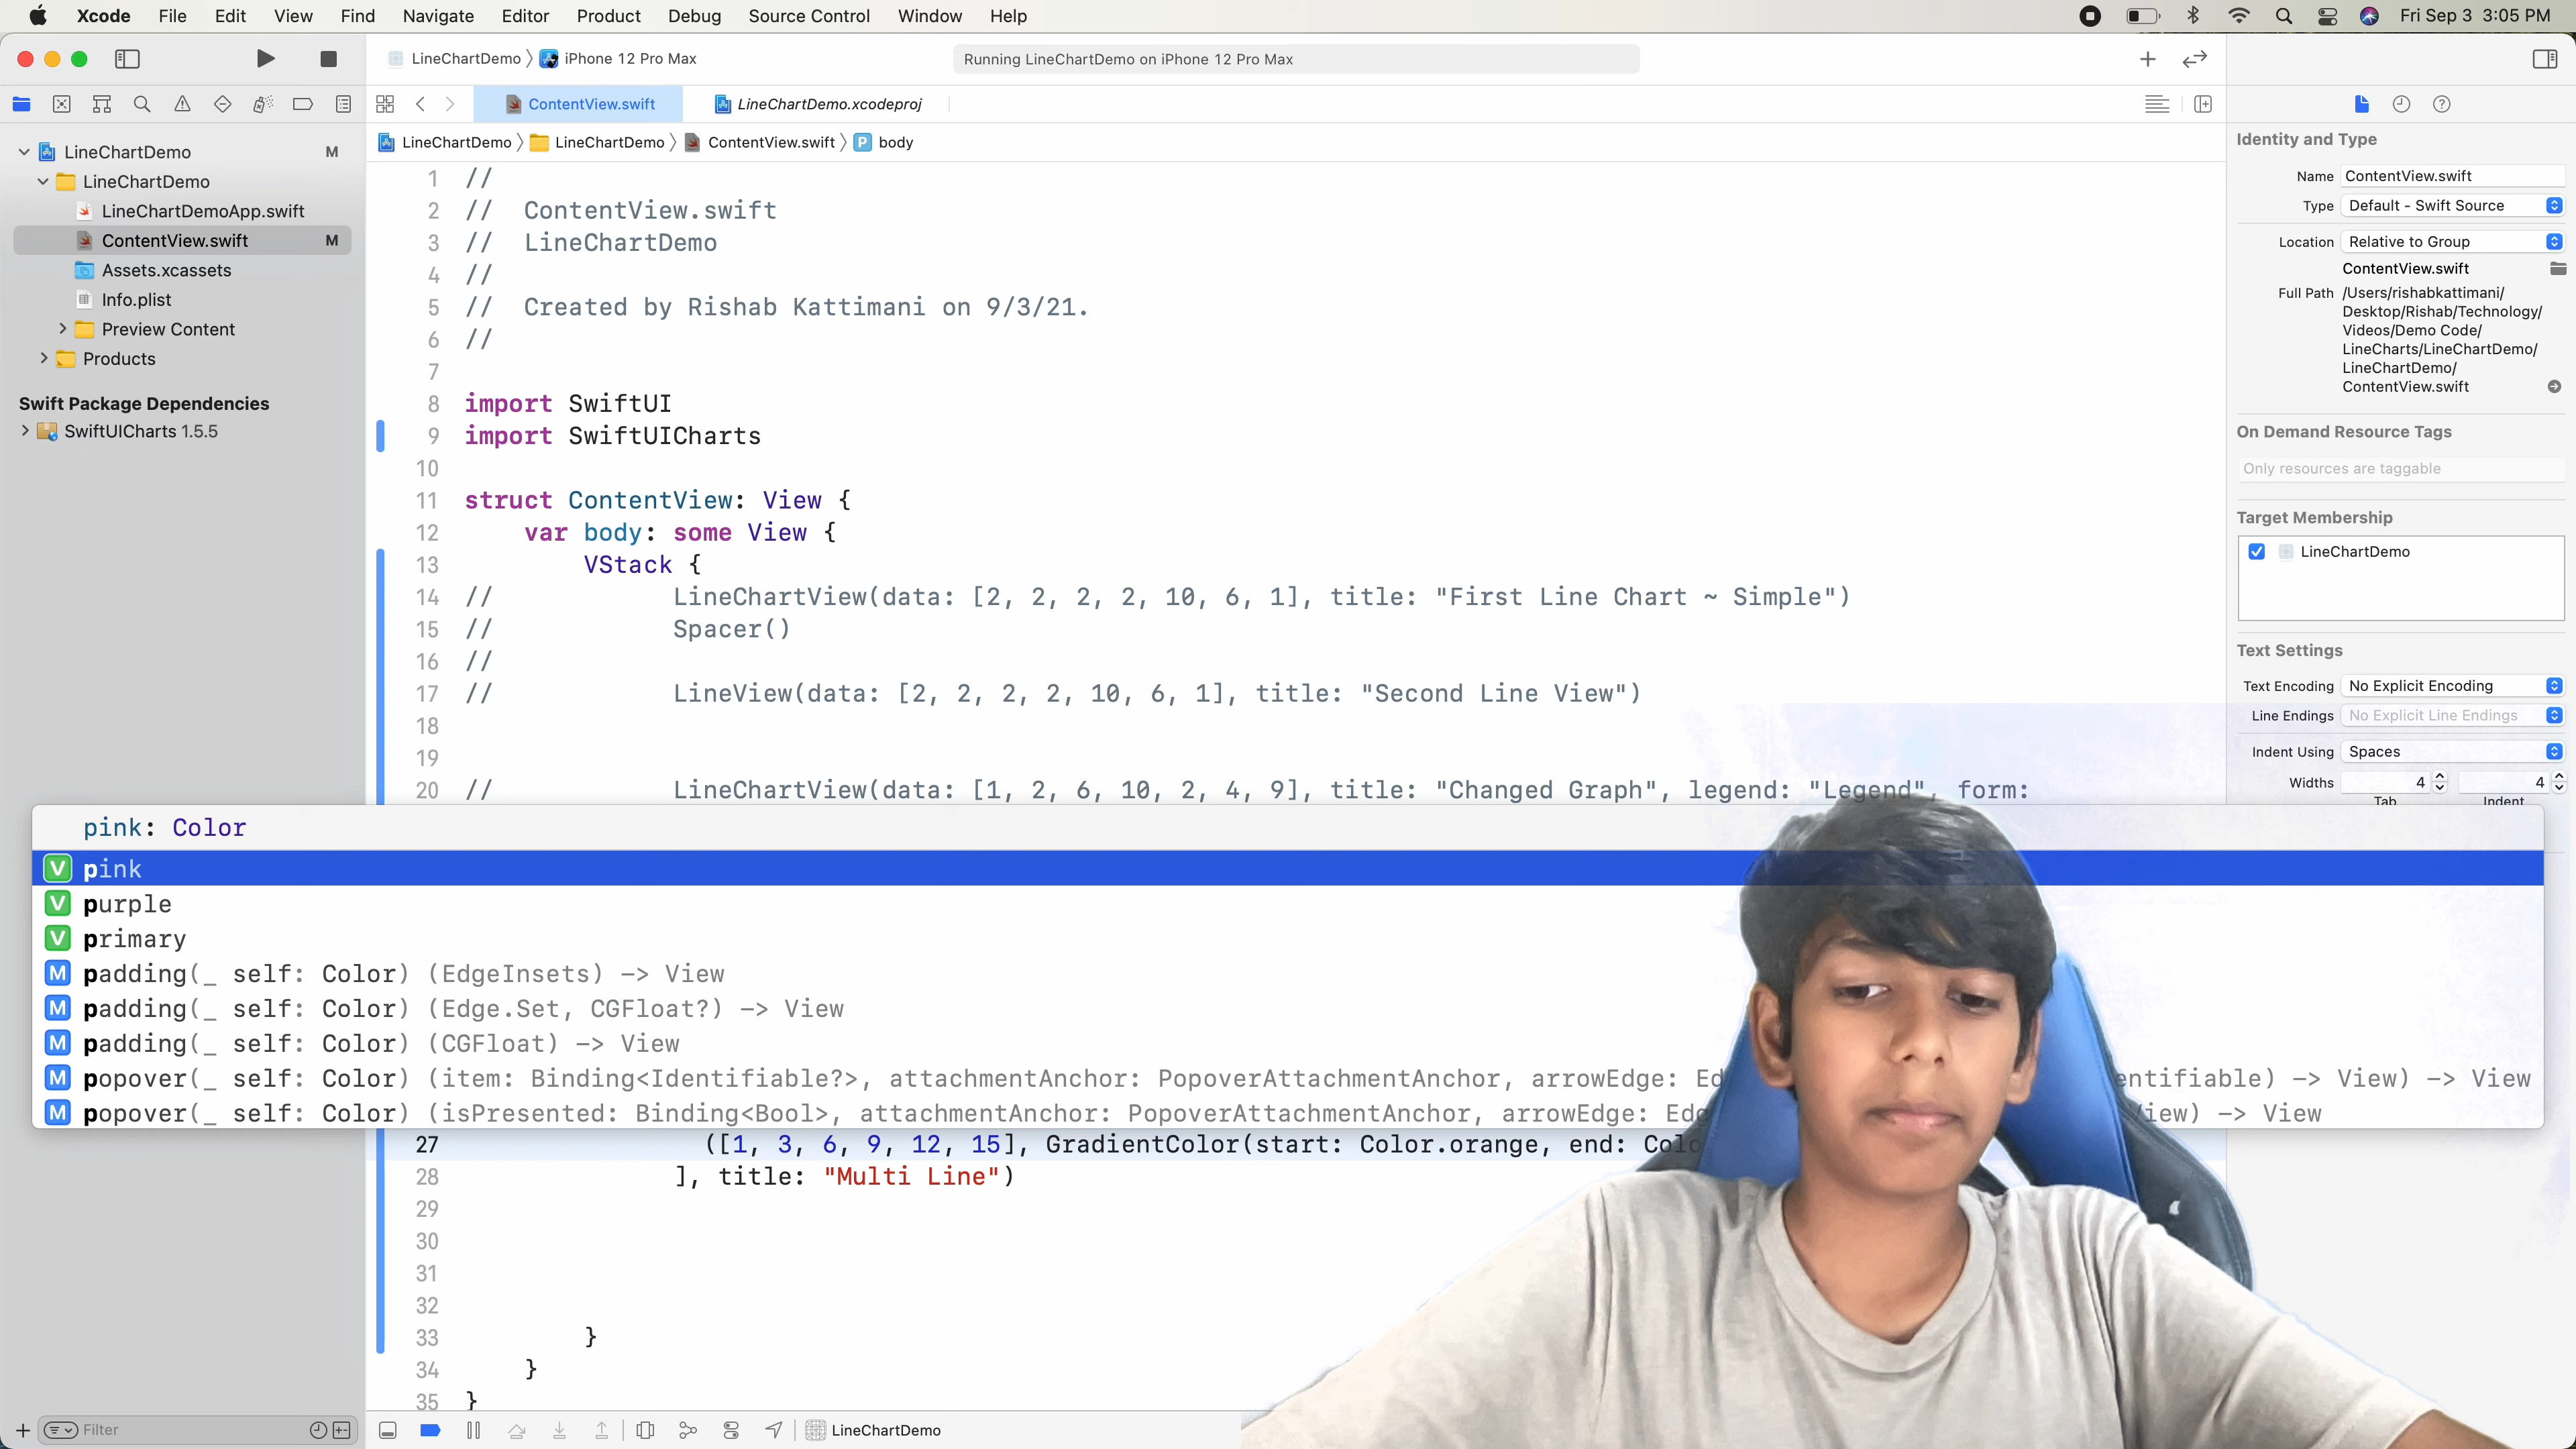 Xcode File Edit View Find Navigate Editor Product Debug Source Control Window Help Fri Sep 3 3:05 PM
LineChartDemo iPhone 12 Pro Max Running LineChartDemo on iPhone 12 Pro Max
ContentView.swift LineChartDemo.xcodeproj
LineChartDemo LineChartDemo ContentView.swift P body
LineChartDemo M
LineChartDemo
LineChartDemoApp.swift
ContentView.swift M
Assets.xcassets
Info.plist
Preview Content
Products
Swift Package Dependencies
SwiftUICharts 1.5.5
Filter
1 //
2 //  ContentView.swift
3 //  LineChartDemo
4 //
5 //  Created by Rishab Kattimani on 9/3/21.
6 //
7
8 import SwiftUI
9 import SwiftUICharts
10
11 struct ContentView: View {
12 var body: some View {
13 VStack {
14 // LineChartView(data: [2, 2, 2, 2, 10, 6, 1], title: "First Line Chart ~ Simple")
15 // Spacer()
16 //
17 // LineView(data: [2, 2, 2, 2, 10, 6, 1], title: "Second Line View")
18
19
20 // LineChartView(data: [1, 2, 6, 10, 2, 4, 9], title: "Changed Graph", legend: "Legend", form:
pink: Color
V pink
V purple
V primary
M padding(_ self: Color) (EdgeInsets) -> View
M padding(_ self: Color) (Edge.Set, CGFloat?) -> View
M padding(_ self: Color) (CGFloat) -> View
M popover(_ self: Color) (item: Binding<Identifiable?>, attachmentAnchor: PopoverAttachmentAnchor, arrowEdge: Ed entifiable) -> View) -> View
M popover(_ self: Color) (isPresented: Binding<Bool>, attachmentAnchor: PopoverAttachmentAnchor, arrowEdge: Edg View) -> View
27 ([1, 3, 6, 9, 12, 15], GradientColor(start: Color.orange, end: Colo
28 ], title: "Multi Line")
29
30
31
32
33 }
34 }
35 }
LineChartDemo
Identity and Type
Name ContentView.swift
Type Default - Swift Source
Location Relative to Group
ContentView.swift
Full Path /Users/rishabkattimani/
Desktop/Rishab/Technology/
Videos/Demo Code/
LineCharts/LineChartDemo/
LineChartDemo/
ContentView.swift
On Demand Resource Tags
Only resources are taggable
Target Membership
LineChartDemo
Text Settings
Text Encoding No Explicit Encoding
Line Endings No Explicit Line Endings
Indent Using Spaces
Widths 4 4
Tab Indent